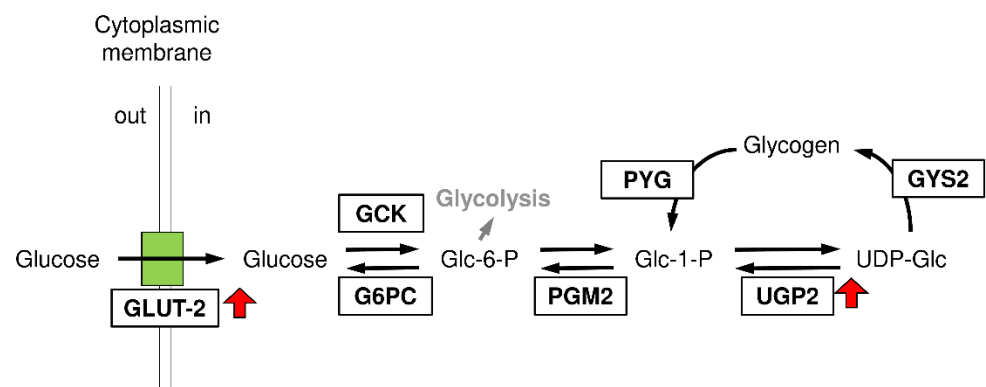 Cytoplasmic
membrane
out in
Glycogen
PYG
GYS2
Glycolysis
GCK
Glucose
Glucose
Glc-6-P
Glc-1-P
UDP-Glc
GLUT-2
G6PC
PGM2
UGP2